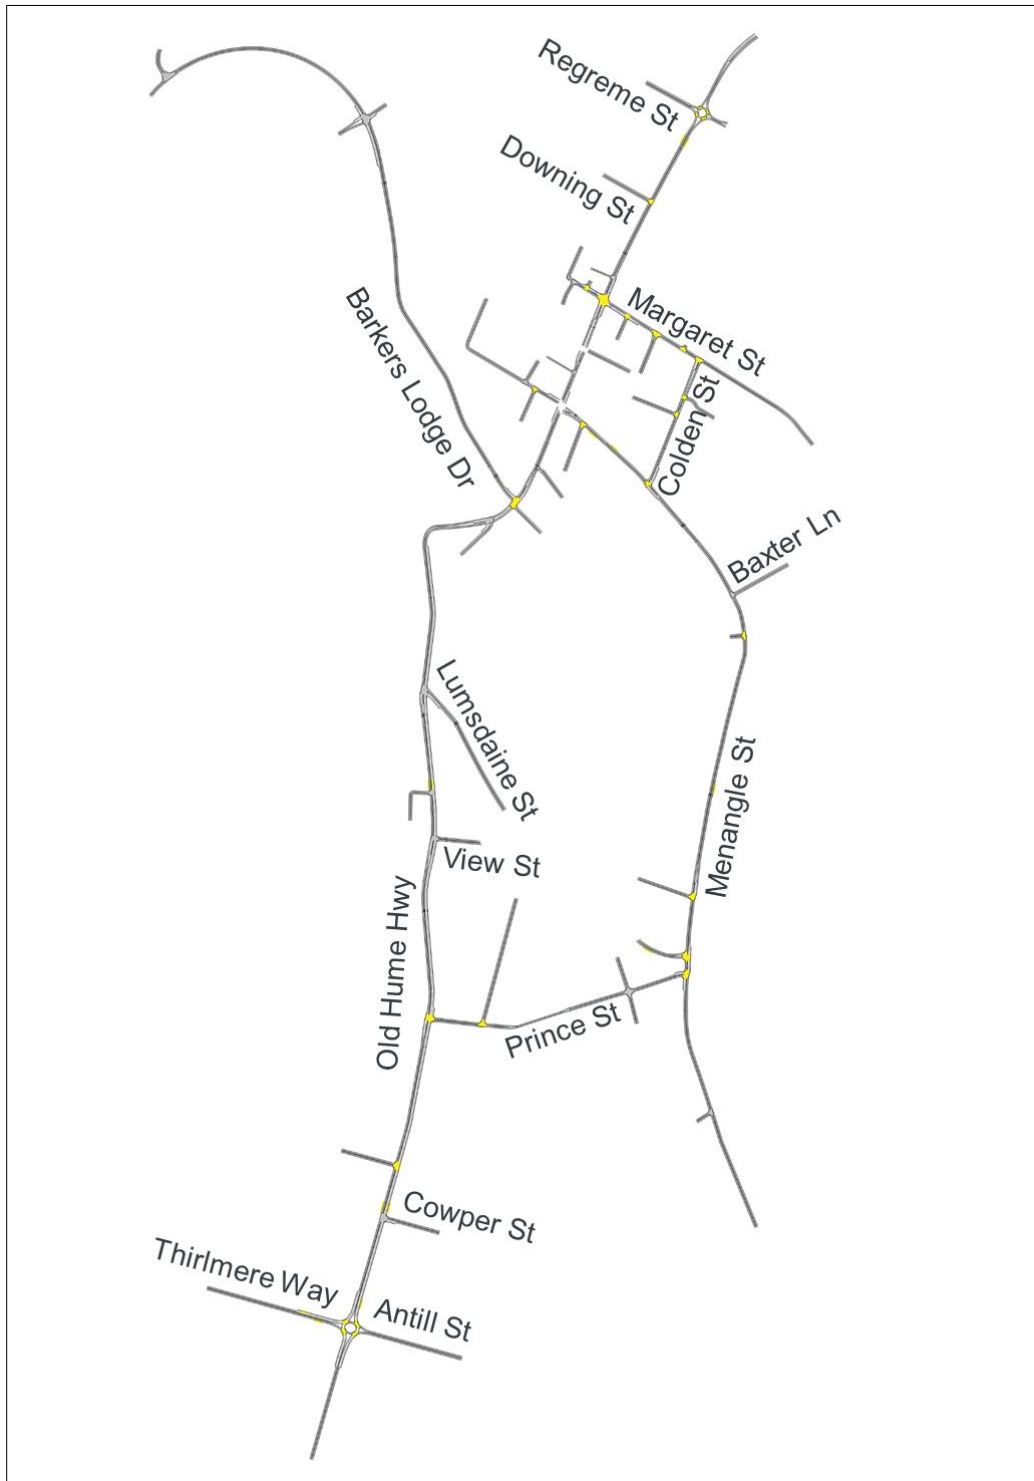 Regreme St
Downing St
Margaret St
Barkers Lodge Dr
Colden St
Baxter Ln
Lumsdaine St
Menangle St
View St
Old Hume Hwy
Prince St
Cowper St
Thirlmere Way
Antill St